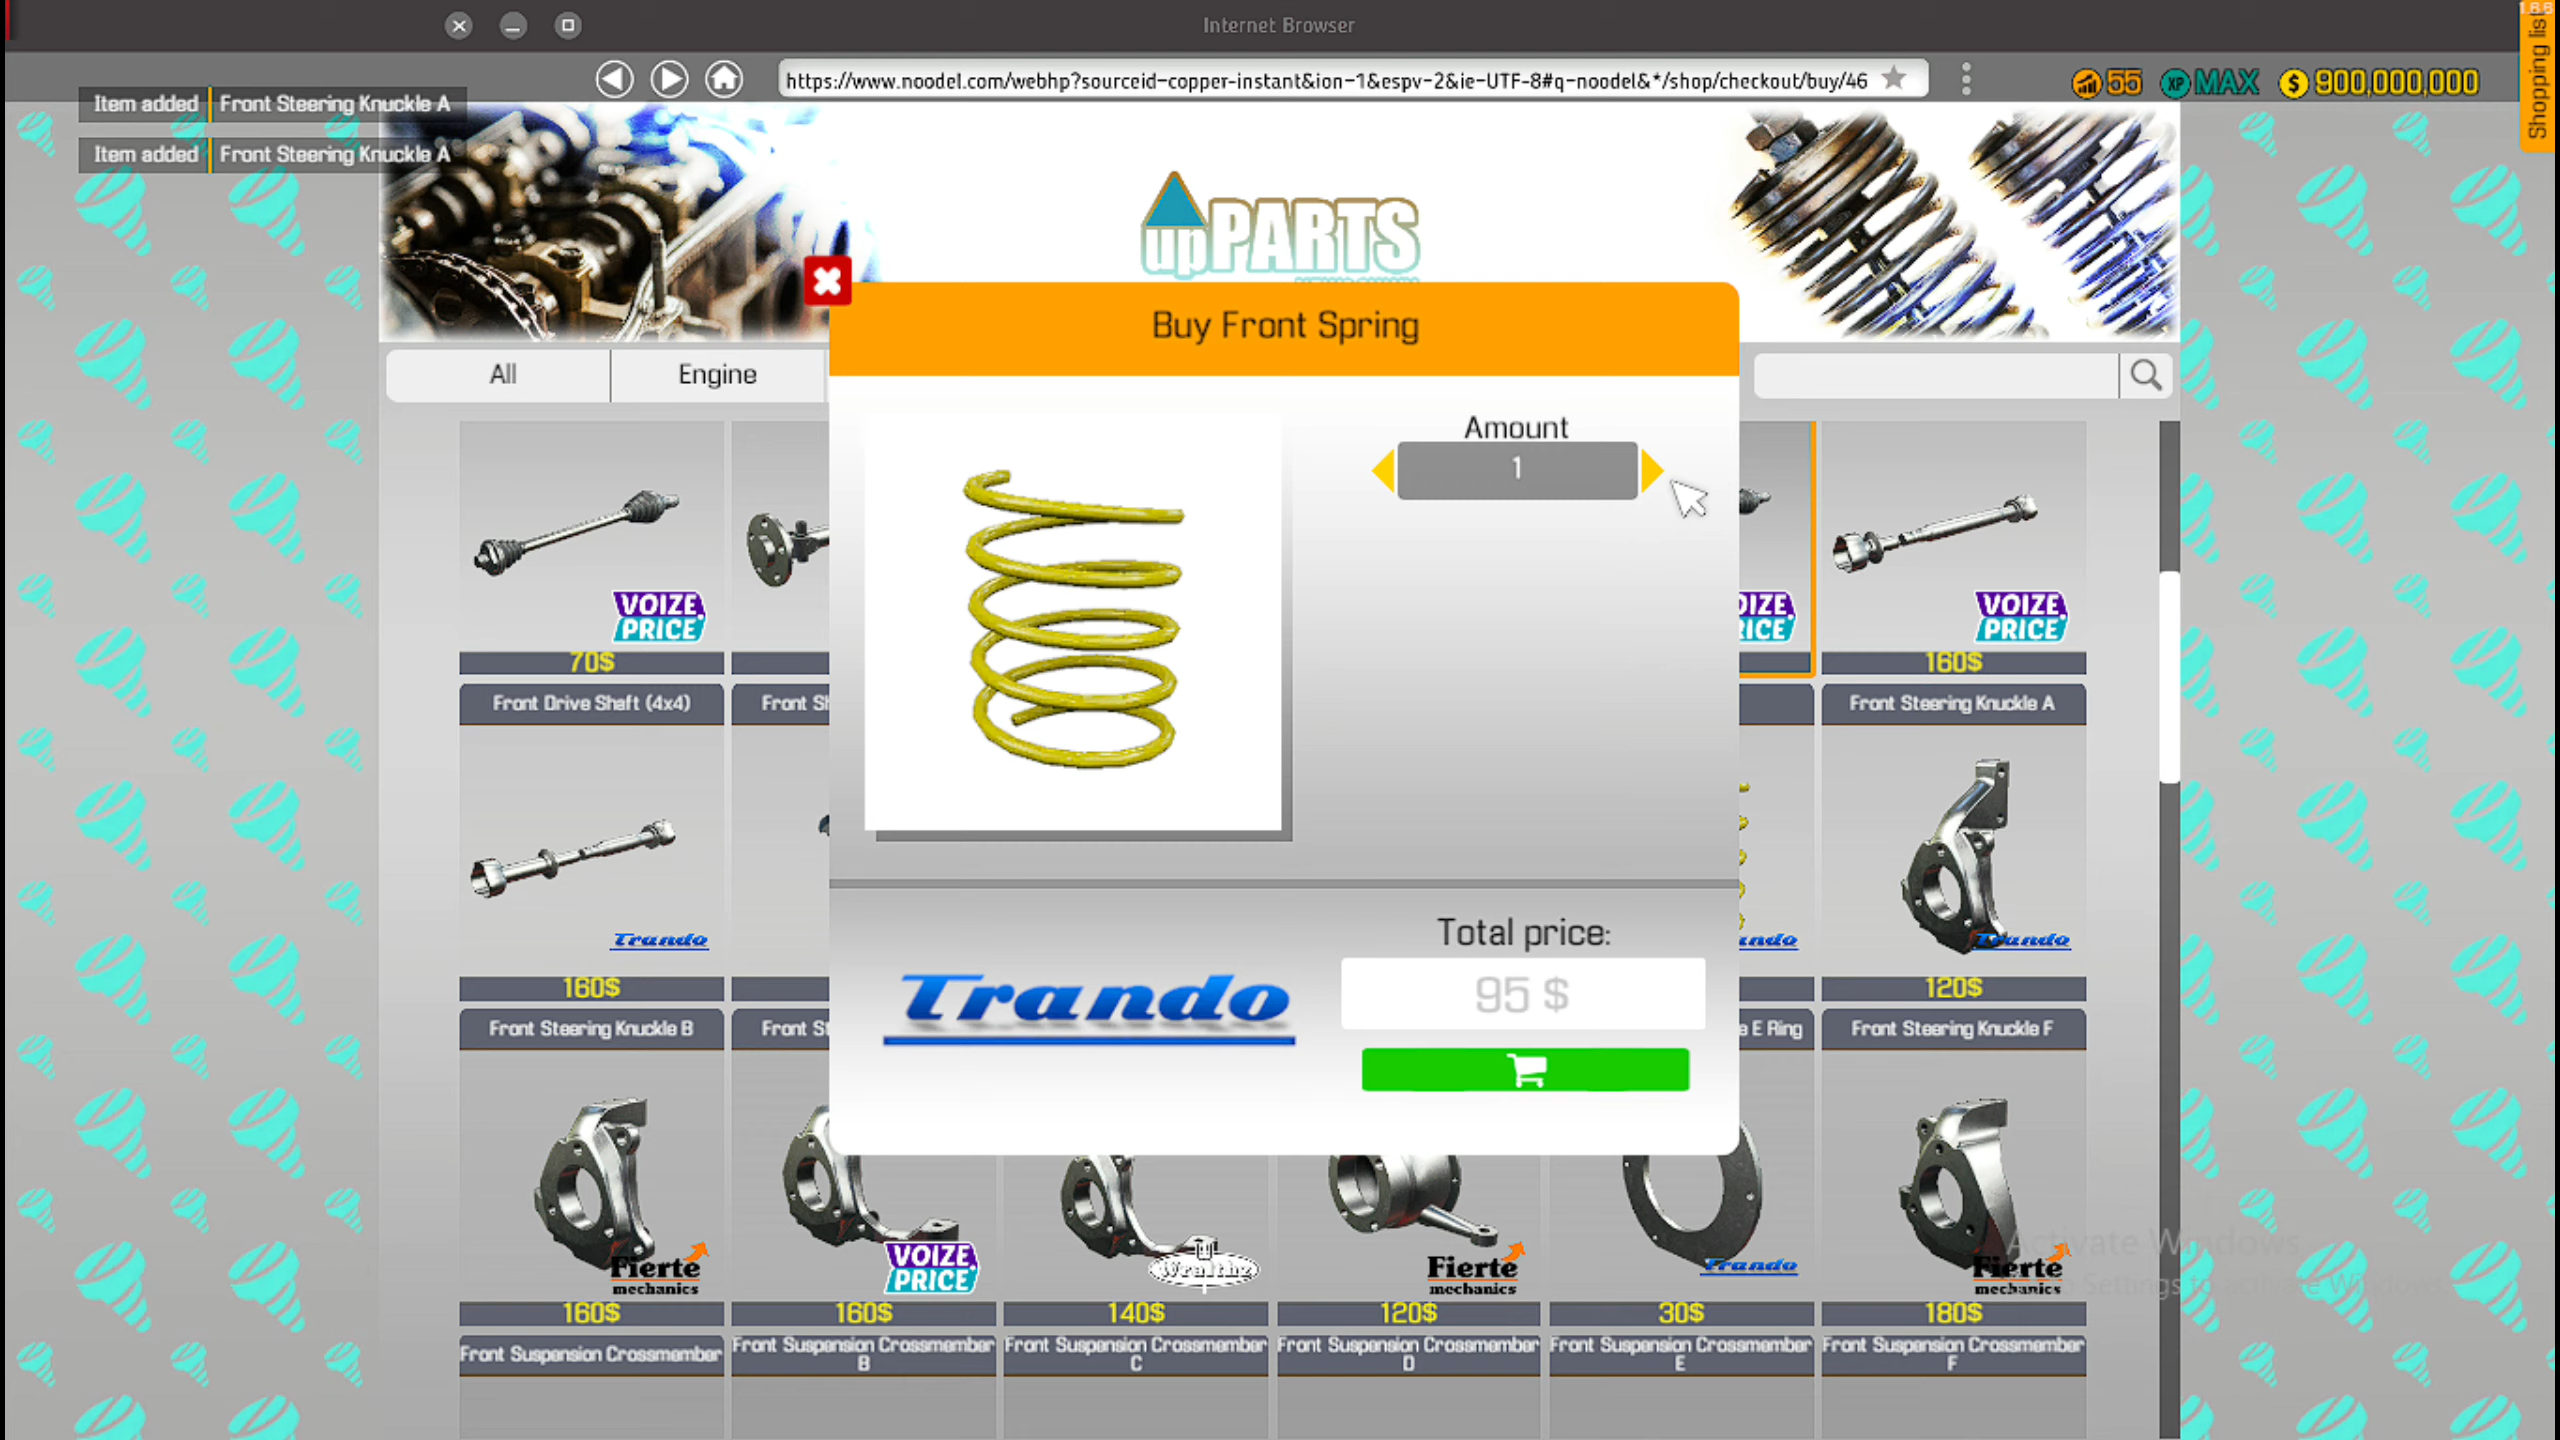 Internet Browser
https://www.noodel.com/webhp?sourceid-copper-instant&ion-1&espv-2&ie-UTF-8#q-noodel&*/shop/checkout/buy/46
55
XP MAX
$ 900,000,000
Shopping list
Item added Front Steering Knuckle A
Item added Front Steering Knuckle A
upPARTS
Buy Front Spring
All
Engine
Amount
1
VOIZE PRICE
VOIZE PRICE
70$
160$
Front Drive Shaft (4x4)
Front Steering Knuckle A
Trando
Trando
160$
120$
Total price:
95 $
Trando
Front Steering Knuckle B
E Ring
Front Steering Knuckle F
Fierte mechanics
VOIZE PRICE
Fierte mechanics
Trando
Fierte mechanics
Activate Windows
160$
160$
140$
120$
30$
180$
Front Suspension Crossmember
Front Suspension Crossmember B
Front Suspension Crossmember C
Front Suspension Crossmember D
Front Suspension Crossmember E
Front Suspension Crossmember F